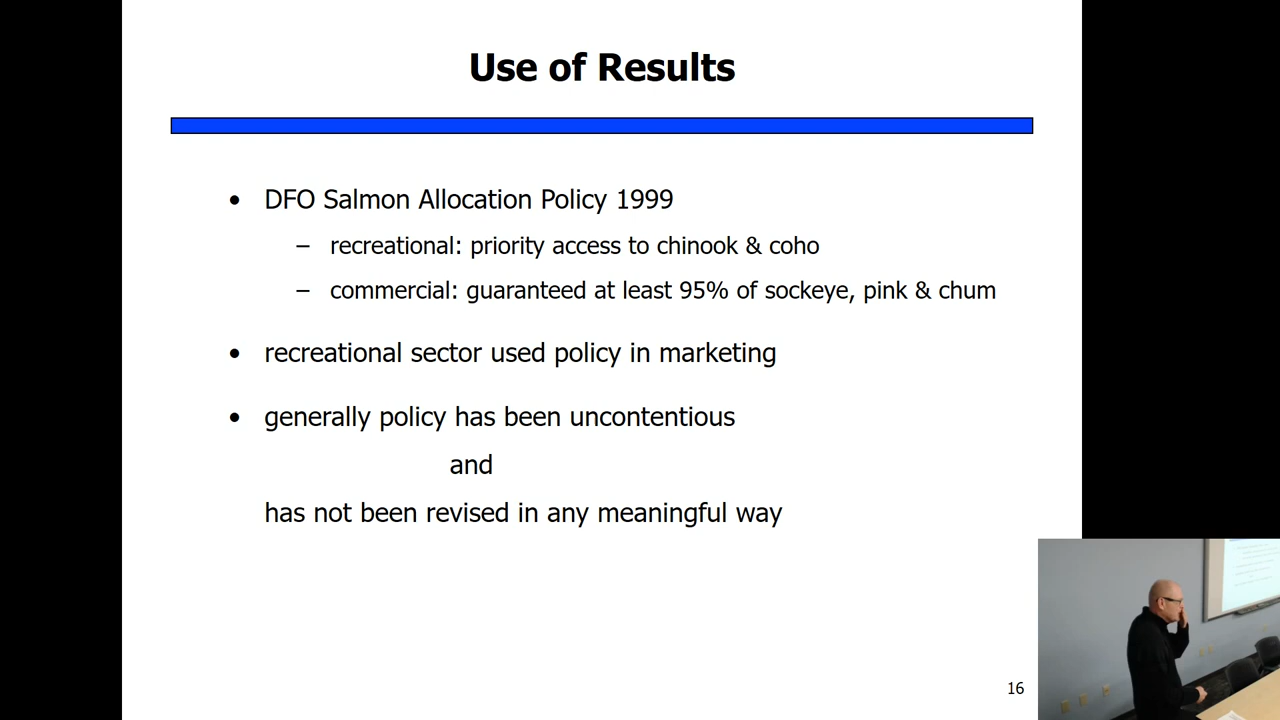 Use of Results
• DFO Salmon Allocation Policy 1999
– recreational: priority access to chinook & coho
– commercial: guaranteed at least 95% of sockeye, pink & chum
• recreational sector used policy in marketing
• generally policy has been uncontentious
and
has not been revised in any meaningful way
16